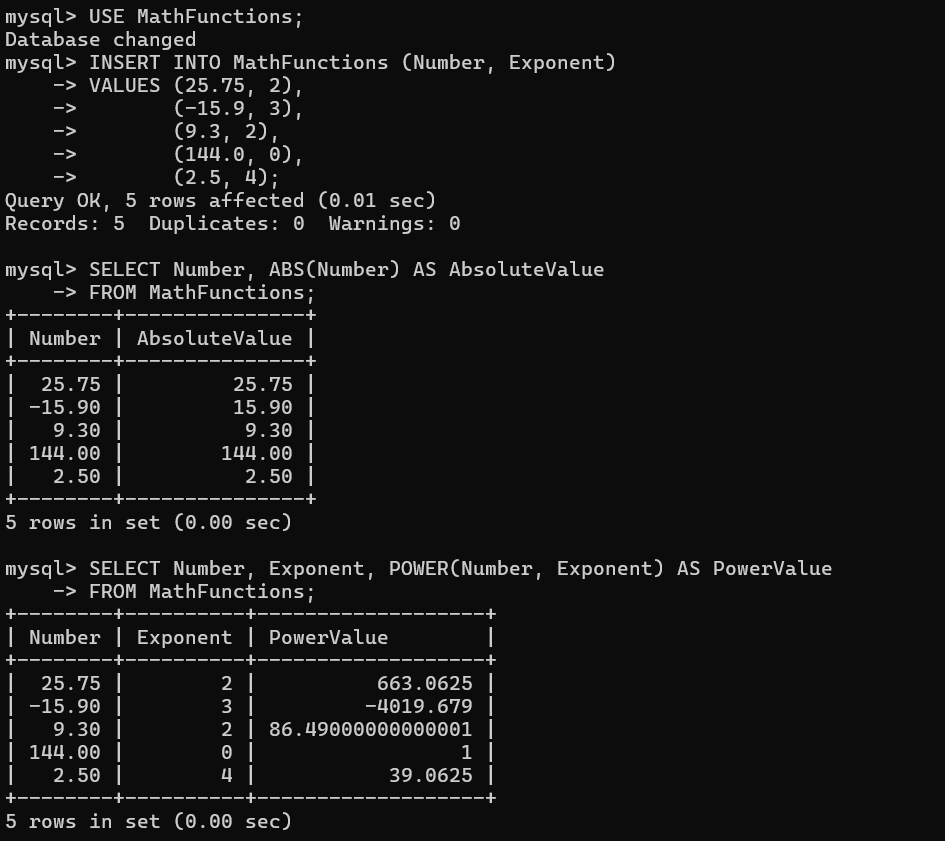 mysql> USE MathFunctions;
Database changed
mysql> INSERT INTO MathFunctions (Number, Exponent)
    -> VALUES (25.75, 2),
    ->        (-15.9, 3),
    ->        (9.3, 2),
    ->        (144.0, 0),
    ->        (2.5, 4);
Query OK, 5 rows affected (0.01 sec)
Records: 5  Duplicates: 0  Warnings: 0

mysql> SELECT Number, ABS(Number) AS AbsoluteValue
    -> FROM MathFunctions;
+--------+---------------+
| Number | AbsoluteValue |
+--------+---------------+
|  25.75 |         25.75 |
| -15.90 |         15.90 |
|   9.30 |          9.30 |
| 144.00 |        144.00 |
|   2.50 |          2.50 |
+--------+---------------+
5 rows in set (0.00 sec)

mysql> SELECT Number, Exponent, POWER(Number, Exponent) AS PowerValue
    -> FROM MathFunctions;
+--------+----------+-------------------+
| Number | Exponent | PowerValue        |
+--------+----------+-------------------+
|  25.75 |        2 |          663.0625 |
| -15.90 |        3 |         -4019.679 |
|   9.30 |        2 | 86.49000000000001 |
| 144.00 |        0 |                 1 |
|   2.50 |        4 |           39.0625 |
+--------+----------+-------------------+
5 rows in set (0.00 sec)